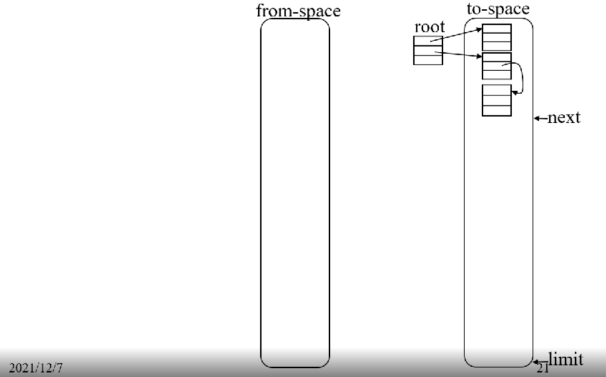 from-space
to-space
root
next
limit
2021/12/7
21